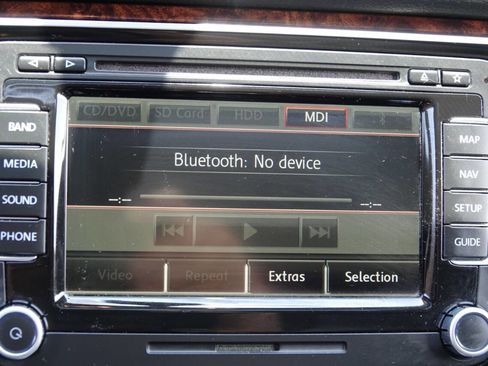 CD/DVD SD Card HDD MDI
BAND
MAP
Bluetooth: No device
MEDIA
NAV
SOUND
--:-- --:--
SETUP
PHONE
GUIDE
Video Repeat Extras Selection